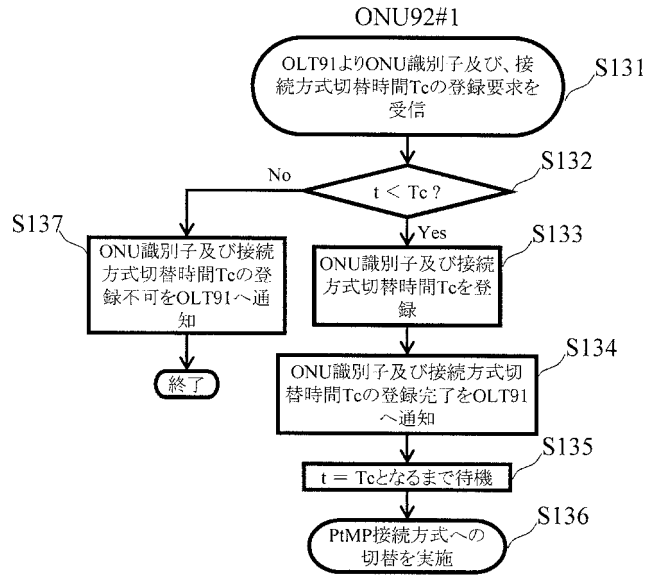 ONU92#1
OLT91よりONU識別子及び、接
続方式切替時間Tcの登録要求を
受信
S131
t < Tc ?
S132
No
Yes
S137
ONU識別子及び接続
方式切替時間Tcの登
録不可をOLT91へ通
知
終了
S133
ONU識別子及び接続
方式切替時間Tcを登
録
S134
ONU識別子及び接続方式切
替時間Tcの登録完了をOLT91
へ通知
S135
t = Tcとなるまで待機
S136
PtMP接続方式への
切替を実施